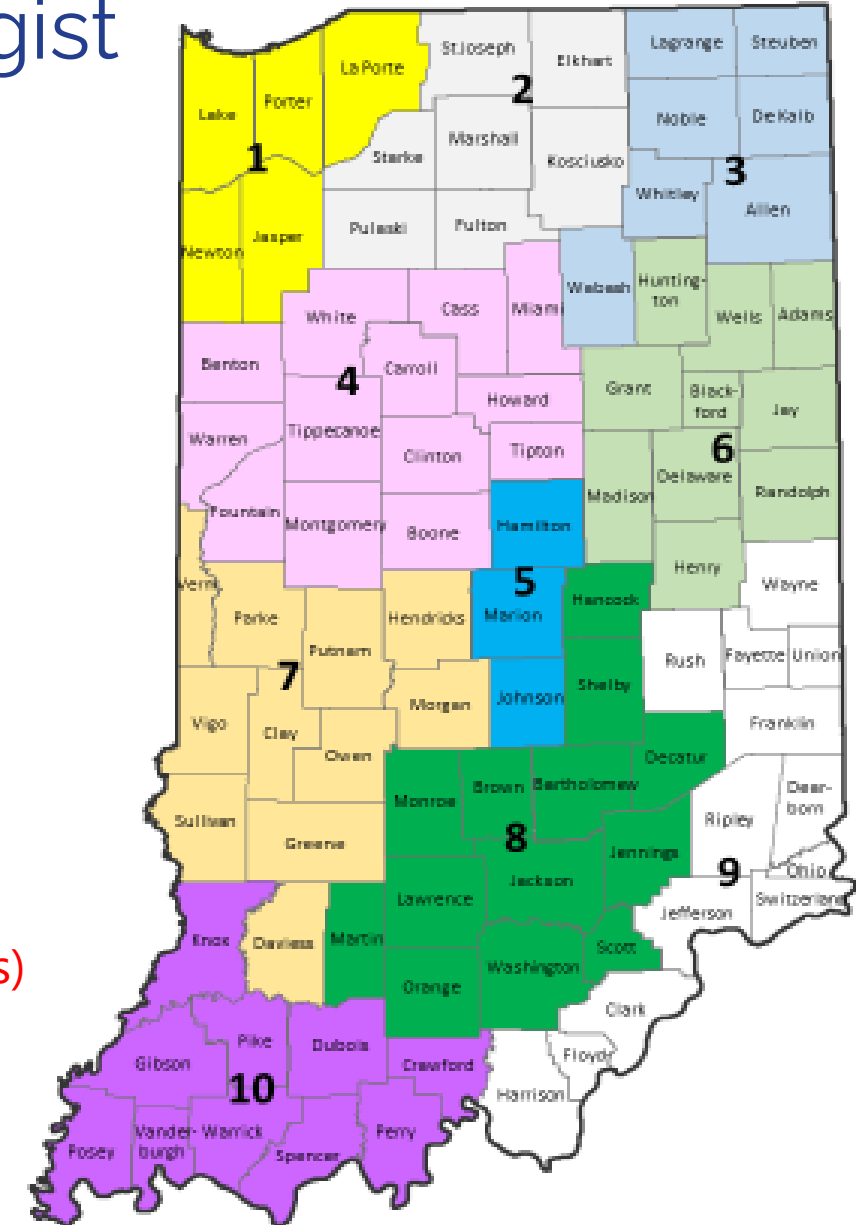 gist
Lagrange
Steuben
St Joseph
Elkhart
LaPorte
2
Lake
Porter
Noble
DeKalb
Marshall
Starke
1
Kosciusko
3
Whitley
Allen
Newton
Jasper
Pulaski
Fulton
White
Cass
Miami
Wabash
Hunting-
ton
Wells
Adams
Benton
4
Carroll
Howard
Grant
Black-
ford
Jay
Warren
Tippecanoe
Clinton
Tipton
6
Madison
Delaware
Randolph
Fountain
Montgomery
Boone
Hamilton
5
Henry
Wayne
Verm
Parke
Hendricks
Marion
Hancock
Putnam
Rush
Fayette
Union
7
Morgan
Johnson
Shelby
Vigo
Clay
Owen
Franklin
Decatur
Monroe
Brown
Bartholomew
Dear-
born
Sullivan
Greene
8
Ripley
Jennings
Jackson
9
Ohio
Lawrence
Jefferson
Switzerland
Knox
Daviess
Martin
Scott
s)
Washington
Orange
Clark
Pike
Dubois
Gibson
Crawford
Floyd
10
Harrison
Posey
Vander-
burgh
Warrick
Perry
Spencer